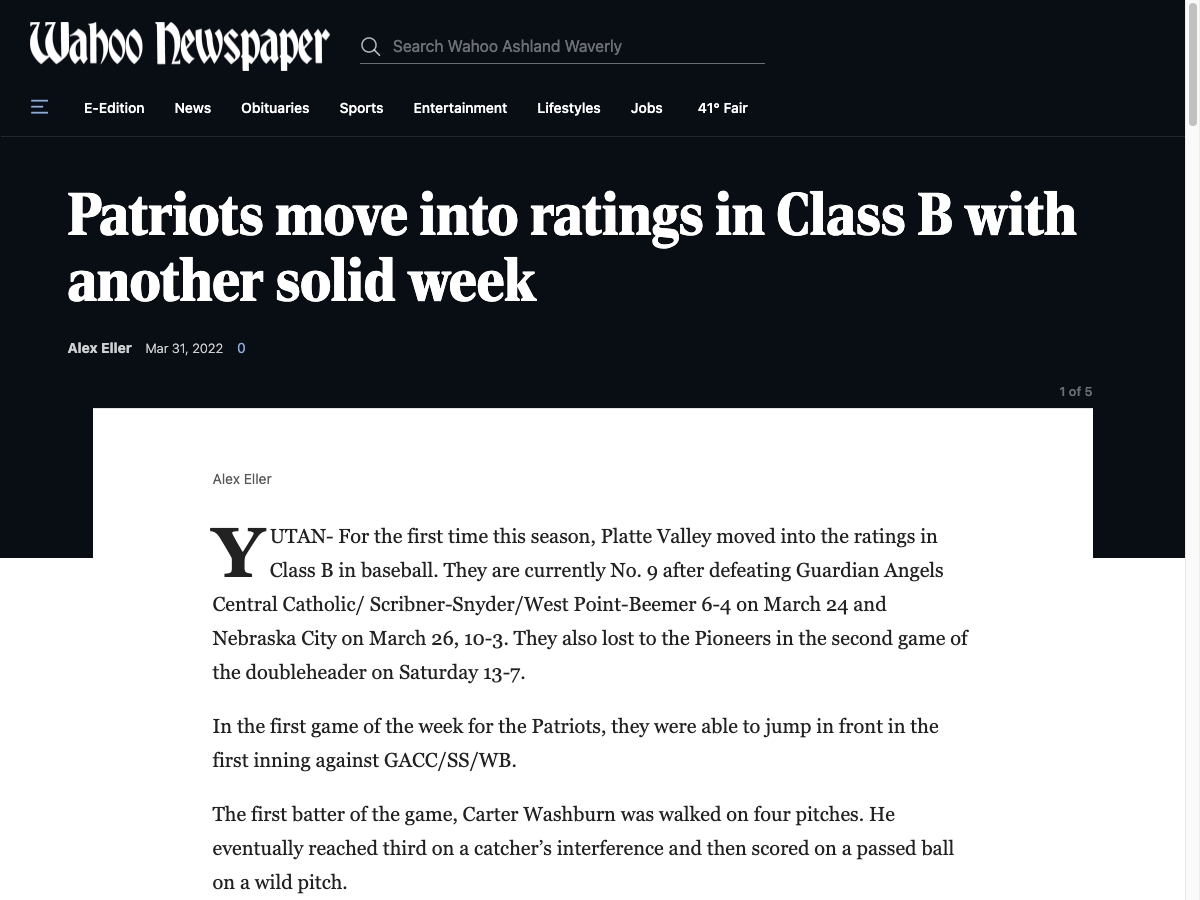 Wahoo Newspaper
Search Wahoo Ashland Waverly
E-Edition News Obituaries Sports Entertainment Lifestyles Jobs 41° Fair
Patriots move into ratings in Class B with
another solid week
Alex Eller Mar 31, 2022 0
1 of 5
Alex Eller
YUTAN- For the first time this season, Platte Valley moved into the ratings in
Class B in baseball. They are currently No. 9 after defeating Guardian Angels
Central Catholic/ Scribner-Snyder/West Point-Beemer 6-4 on March 24 and
Nebraska City on March 26, 10-3. They also lost to the Pioneers in the second game of
the doubleheader on Saturday 13-7.
In the first game of the week for the Patriots, they were able to jump in front in the
first inning against GACC/SS/WB.
The first batter of the game, Carter Washburn was walked on four pitches. He
eventually reached third on a catcher’s interference and then scored on a passed ball
on a wild pitch.